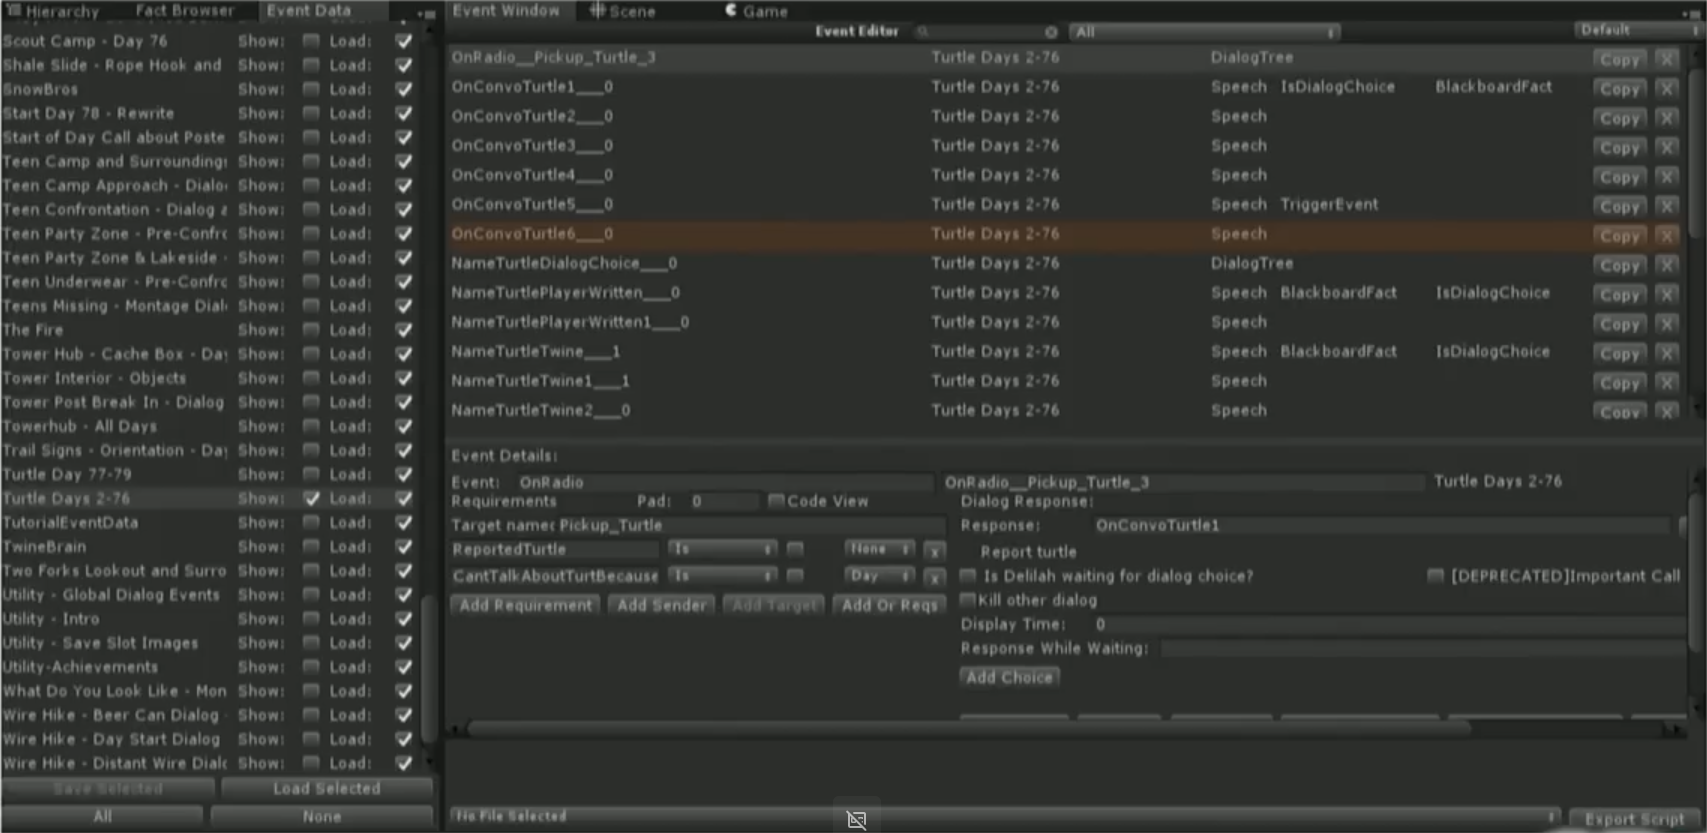 Hierarchy Fact Browser Event Data
Scout Camp - Day 76 Show: Load:
Shale Slide - Rope Hook and Show: Load:
SnowBros Show: Load:
Start Day 78 - Rewrite Show: Load:
Start of Day Call about Poste Show: Load:
Teen Camp and Surroundings Show: Load:
Teen Camp Approach - Dialo Show: Load:
Teen Confrontation - Dialog a Show: Load:
Teen Party Zone - Pre-Confr Show: Load:
Teen Party Zone & Lakeside - Show: Load:
Teen Underwear - Pre-Confr Show: Load:
Teens Missing - Montage Dial Show: Load:
The Fire Show: Load:
Tower Hub - Cache Box - Day Show: Load:
Tower Interior - Objects Show: Load:
Tower Post Break In - Dialog Show: Load:
Towerhub - All Days Show: Load:
Trail Signs - Orientation - Day Show: Load:
Turtle Day 77-79 Show: Load:
Turtle Days 2-76 Show: Load:
TutorialEventData Show: Load:
TwineBrain Show: Load:
Two Forks Lookout and Surro Show: Load:
Utility - Global Dialog Events Show: Load:
Utility - Intro Show: Load:
Utility - Save Slot Images Show: Load:
Utility-Achievements Show: Load:
What Do You Look Like - Mon Show: Load:
Wire Hike - Beer Can Dialog Show: Load:
Wire Hike - Day Start Dialog Show: Load:
Wire Hike - Distant Wire Dialo Show: Load:
Save Selected Load Selected
All None
Event Window Scene Game
Event Editor All Default
OnRadio__Pickup_Turtle_3 Turtle Days 2-76 DialogTree Copy X
OnConvoTurtle1___0 Turtle Days 2-76 Speech IsDialogChoice BlackboardFact Copy X
OnConvoTurtle2___0 Turtle Days 2-76 Speech Copy X
OnConvoTurtle3___0 Turtle Days 2-76 Speech Copy X
OnConvoTurtle4___0 Turtle Days 2-76 Speech Copy X
OnConvoTurtle5___0 Turtle Days 2-76 Speech TriggerEvent Copy X
OnConvoTurtle6___0 Turtle Days 2-76 Speech Copy X
NameTurtleDialogChoice___0 Turtle Days 2-76 DialogTree Copy X
NameTurtlePlayerWritten___0 Turtle Days 2-76 Speech BlackboardFact IsDialogChoice Copy X
NameTurtlePlayerWritten1___0 Turtle Days 2-76 Speech Copy X
NameTurtleTwine___1 Turtle Days 2-76 Speech BlackboardFact IsDialogChoice Copy X
NameTurtleTwine1___1 Turtle Days 2-76 Speech Copy X
NameTurtleTwine2___0 Turtle Days 2-76 Speech Copy X
Event Details:
Event: OnRadio OnRadio__Pickup_Turtle_3 Turtle Days 2-76
Requirements Pad: 0 Code View Dialog Response:
Target name: Pickup_Turtle Response: OnConvoTurtle1
ReportedTurtle Is None x Report turtle
CantTalkAboutTurtBecause Is Day x Is Delilah waiting for dialog choice? [DEPRECATED]Important Call
Add Requirement Add Sender Add Target Add Or Reqs Kill other dialog
Display Time: 0
Response While Waiting:
Add Choice
No File Selected Export Script